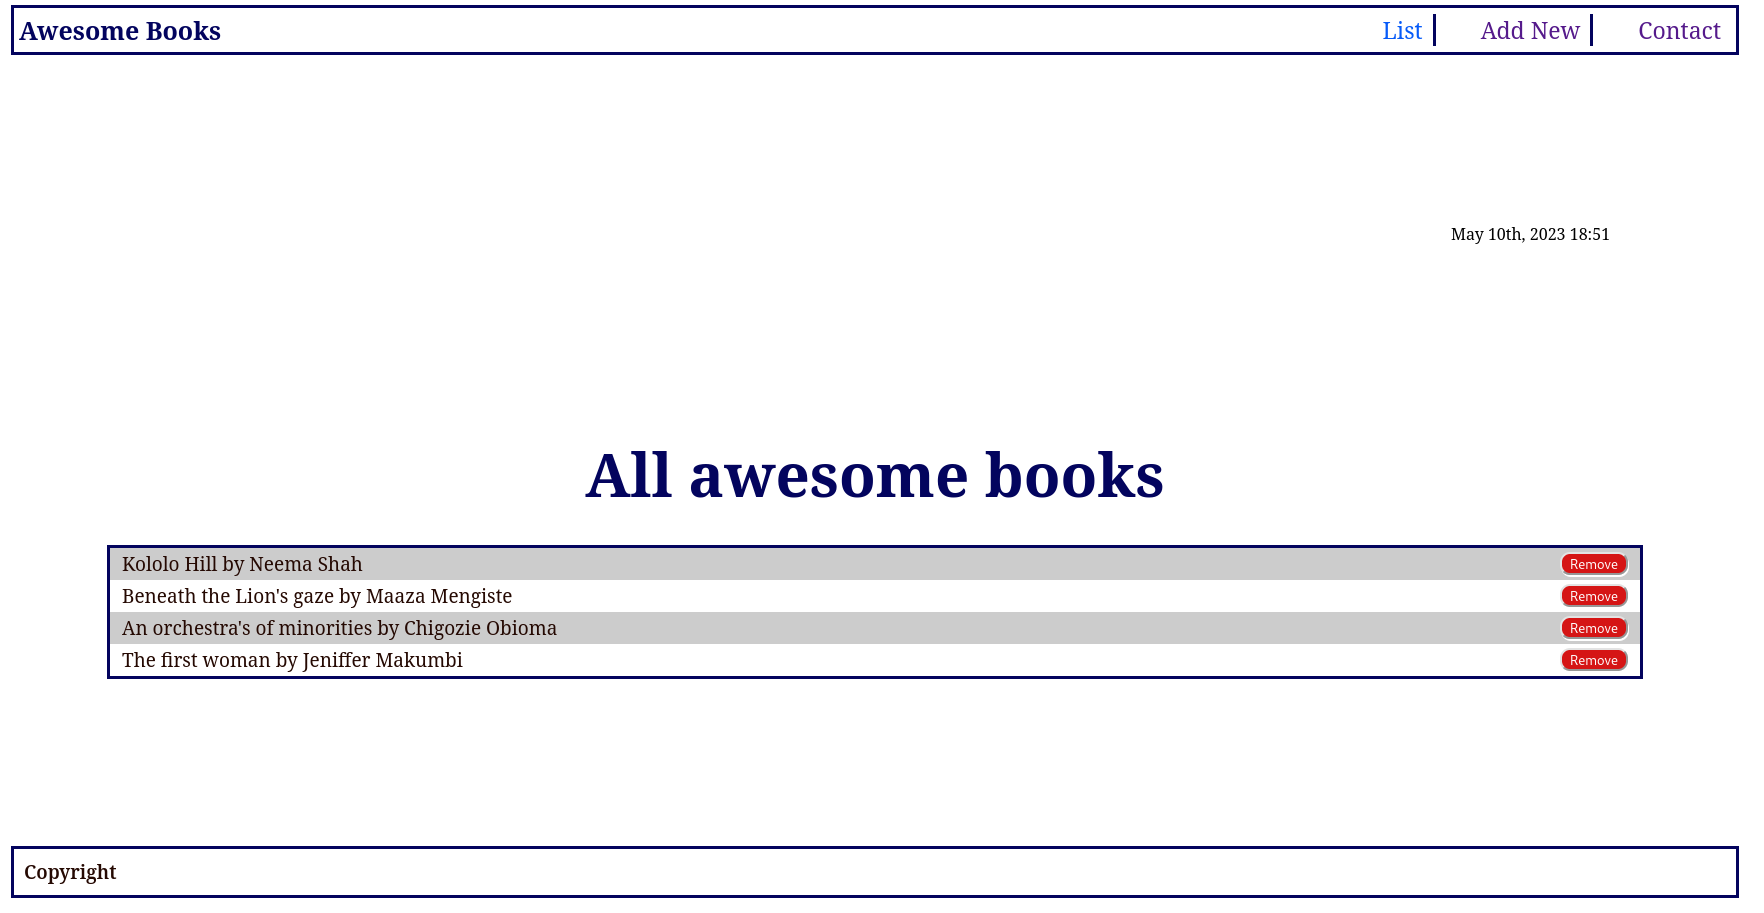 Awesome Books List Add New Contact
May 10th, 2023 18:51
All awesome books
Kololo Hill by Neema Shah Remove
Beneath the Lion's gaze by Maaza Mengiste Remove
An orchestra's of minorities by Chigozie Obioma Remove
The first woman by Jeniffer Makumbi Remove
Copyright